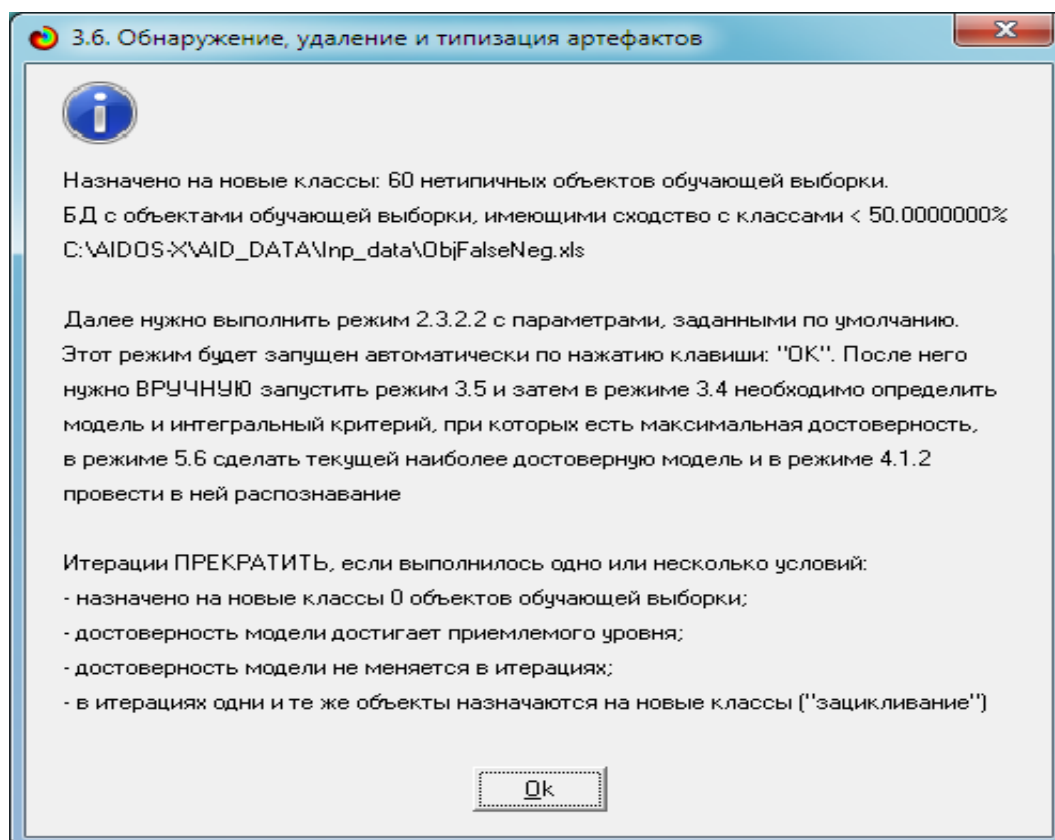 3.6. Обнаружение, удаление и типизация артефактов
Назначено на новые классы: 60 нетипичных объектов обучающей выборки.
БД с объектами обучающей выборки, имеющими сходство с классами < 50.0000000%
C:\AIDOS-X\AID_DATA\Inp_data\ObjFalseNeg.xls
Далее нужно выполнить режим 2.3.2.2 с параметрами, заданными по умолчанию.
Этот режим будет запущен автоматически по нажатию клавиши: "ОК". После него
нужно ВРУЧНУЮ запустить режим 3.5 и затем в режиме 3.4 необходимо определить
модель и интегральный критерий, при которых есть максимальная достоверность,
в режиме 5.6 сделать текущей наиболее достоверную модель и в режиме 4.1.2
провести в ней распознавание
Итерации ПРЕКРАТИТЬ, если выполнилось одно или несколько условий:
- назначено на новые классы 0 объектов обучающей выборки;
- достоверность модели достигает приемлемого уровня;
- достоверность модели не меняется в итерациях;
- в итерациях одни и те же объекты назначаются на новые классы ("зацикливание")
Ok